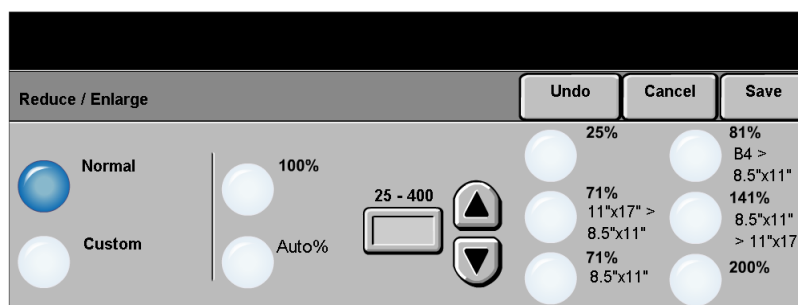 Reduce / Enlarge
Undo
Cancel
Save
Normal
Custom
100%
Auto%
25 - 400
25%
71%
11"x17" >
8.5"x11"
71%
8.5"x11"
81%
B4 >
8.5"x11"
141%
8.5"x11"
> 11"x17
200%